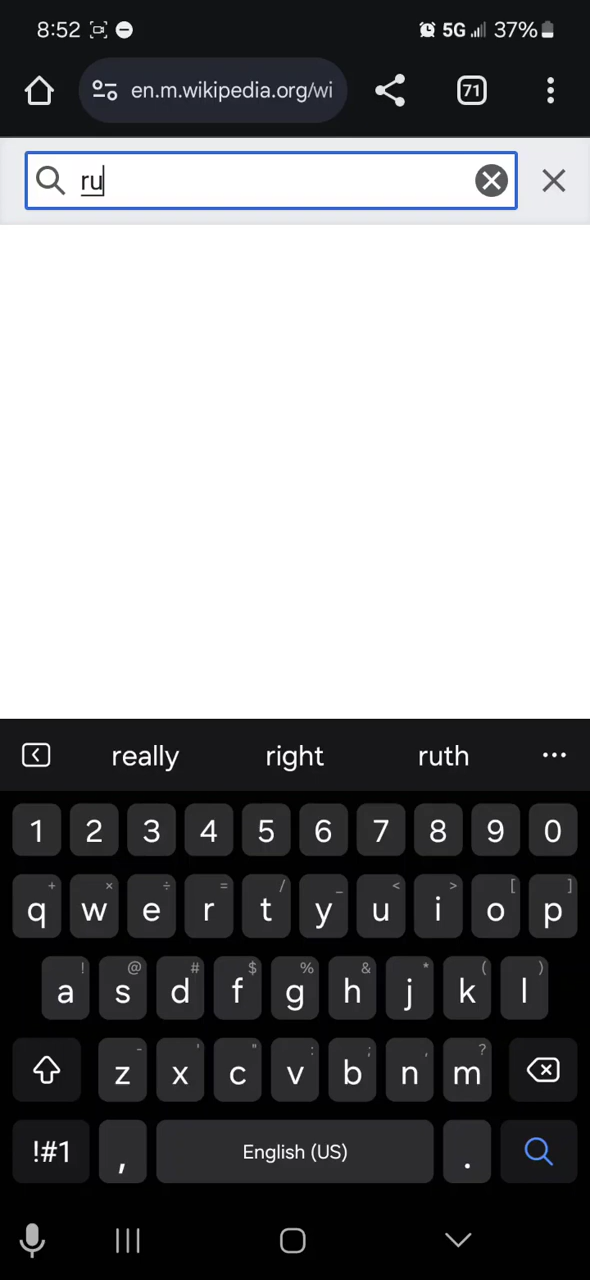 8:52 5G 37%
en.m.wikipedia.org/wi 71
ru
really right ruth ...
1 2 3 4 5 6 7 8 9 0
+ × ÷ = / _ < > [ ]
q w e r t y u i o p
! @ # $ % & * ( )
a s d f g h j k l
- ' " : ; , ?
z x c v b n m
!#1 , English (US) .